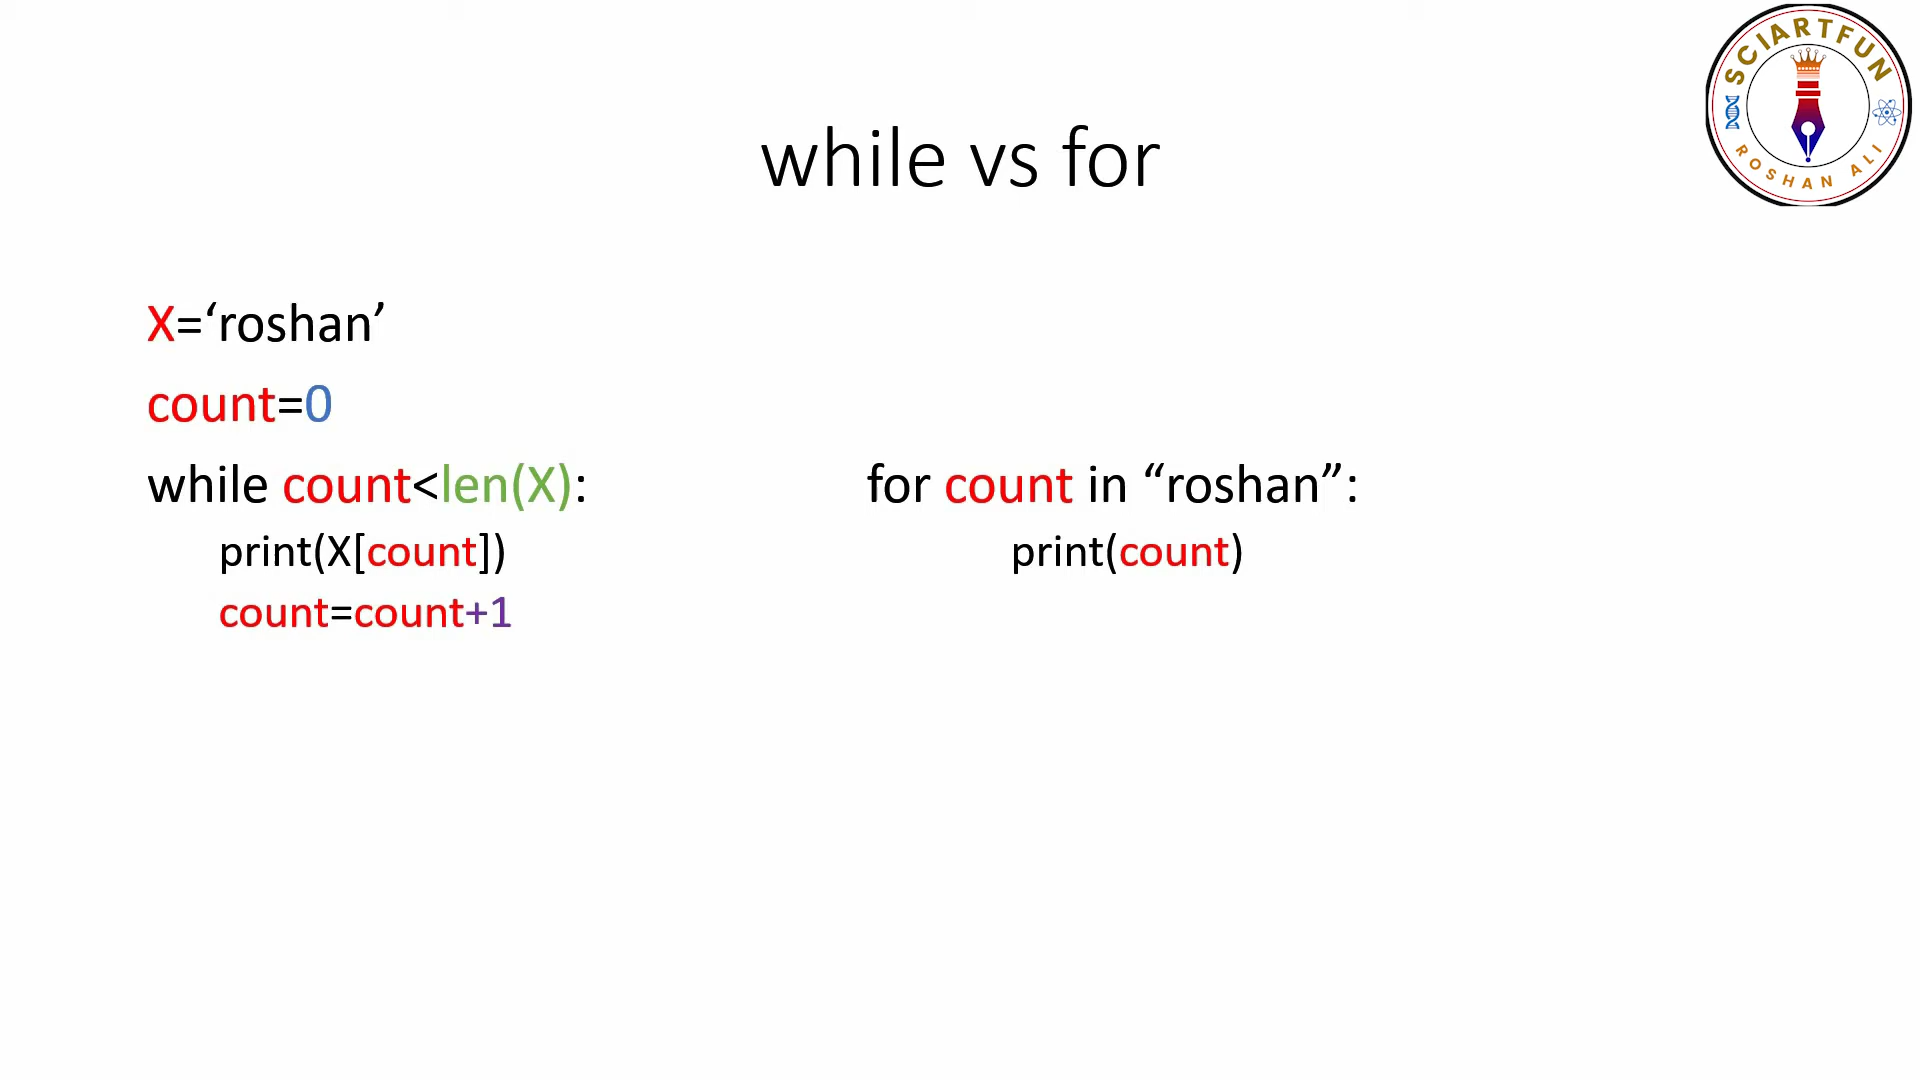 SCIARTFUN
ROSHAN ALI
while vs for
X=‘roshan’
count=0
while count<len(X):
print(X[count])
count=count+1
for count in “roshan”:
print(count)